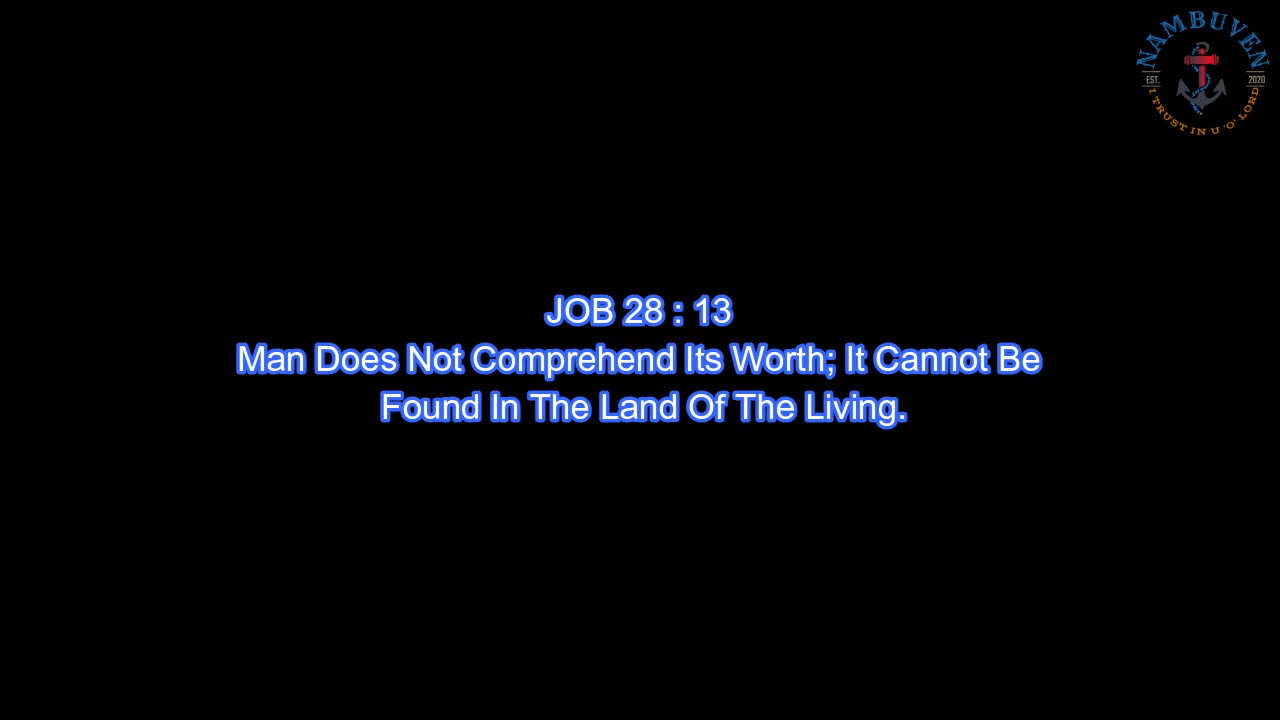 NAMBUVEN
EST. 2020
I TRUST IN U 'O' LORD
JOB 28 : 13
Man Does Not Comprehend Its Worth; It Cannot Be
Found In The Land Of The Living.